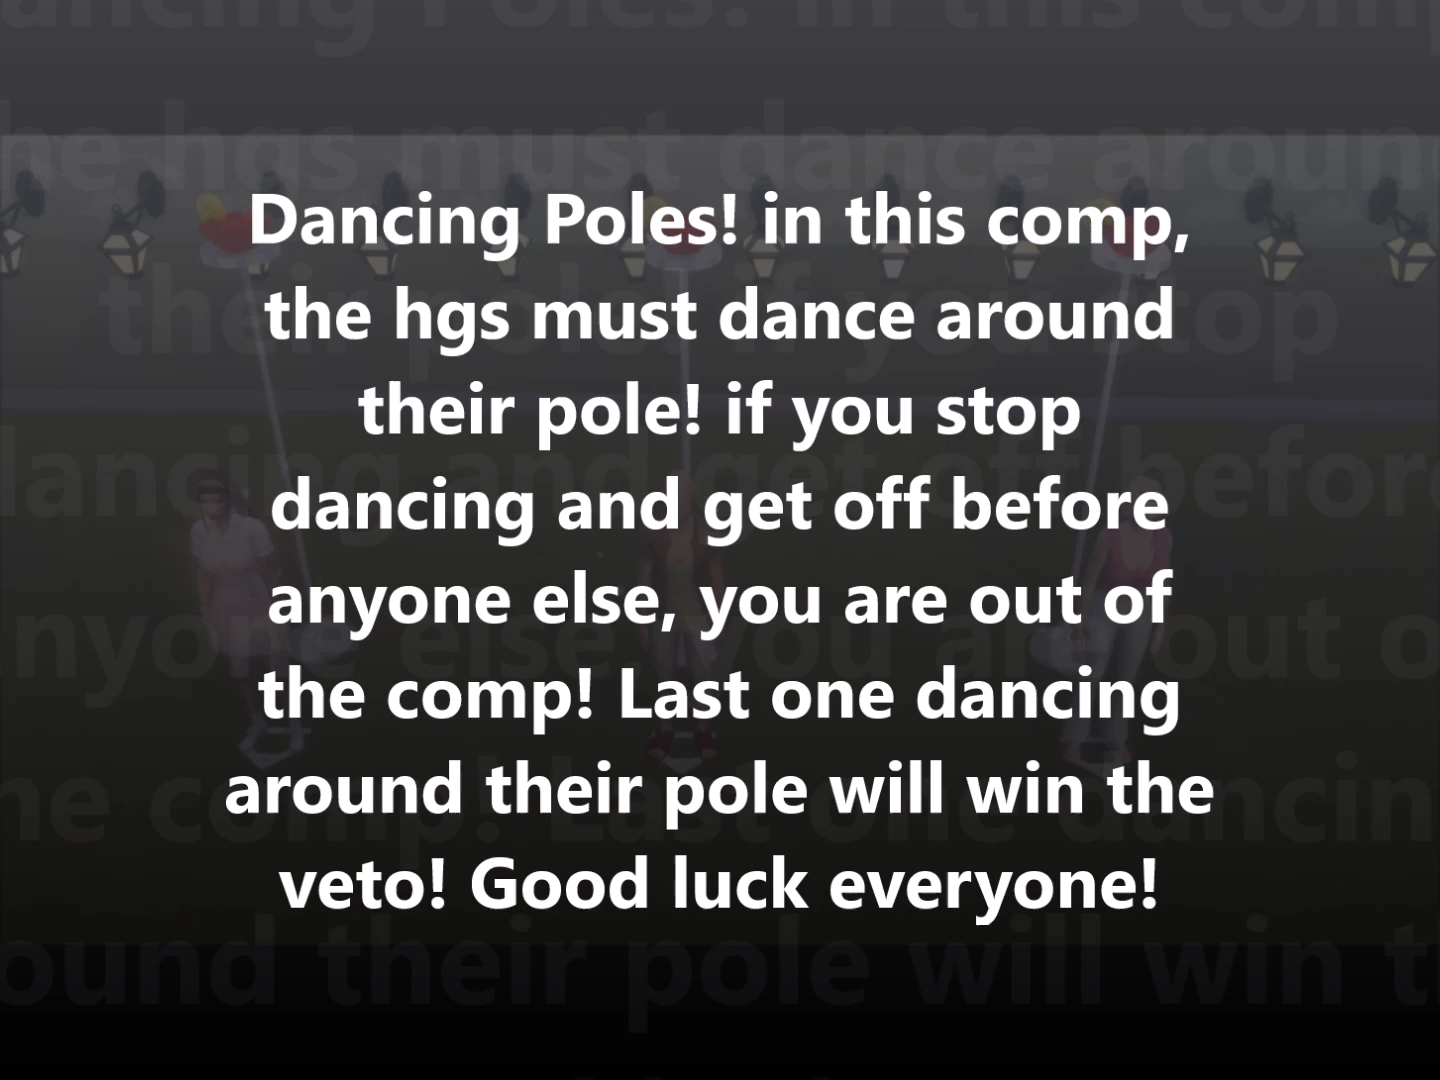 Dancing Poles! in this comp,
the hgs must dance around
their pole! if you stop
dancing and get off before
anyone else, you are out of
the comp! Last one dancing
around their pole will win the
veto! Good luck everyone!